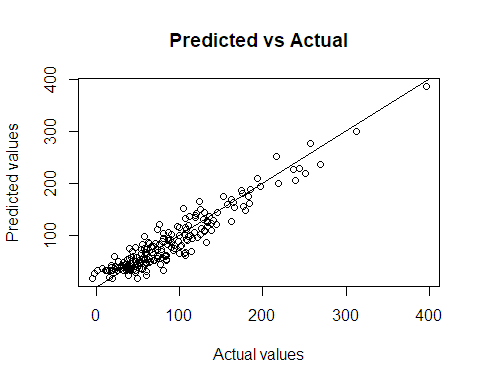 Predicted vs Actual
Predicted values
400
300
200
100
0 100 200 300 400
Actual values